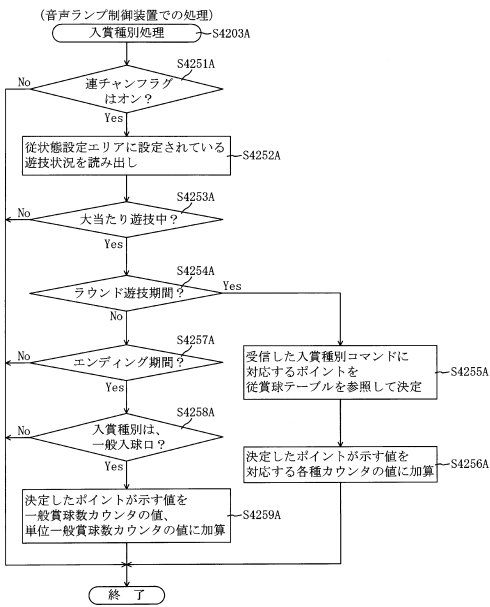 (音声ランプ制御装置での処理)
入賞種別処理
S4203A
S4251A
No
連チャンフラグ
はオン?
Yes
従状態設定エリアに設定されている
遊技状況を読み出し
S4252A
S4253A
No
大当たり遊技中?
Yes
S4254A
ラウンド遊技期間?
Yes
No
S4257A
No
エンディング期間?
Yes
受信した入賞種別コマンドに
対応するポイントを
従賞球テーブルを参照して決定
S4255A
S4258A
No
入賞種別は、
一般入球口?
Yes
決定したポイントが示す値を
対応する各種カウンタの値に加算
S4256A
決定したポイントが示す値を
一般賞球数カウンタの値、
単位一般賞球数カウンタの値に加算
S4259A
終 了